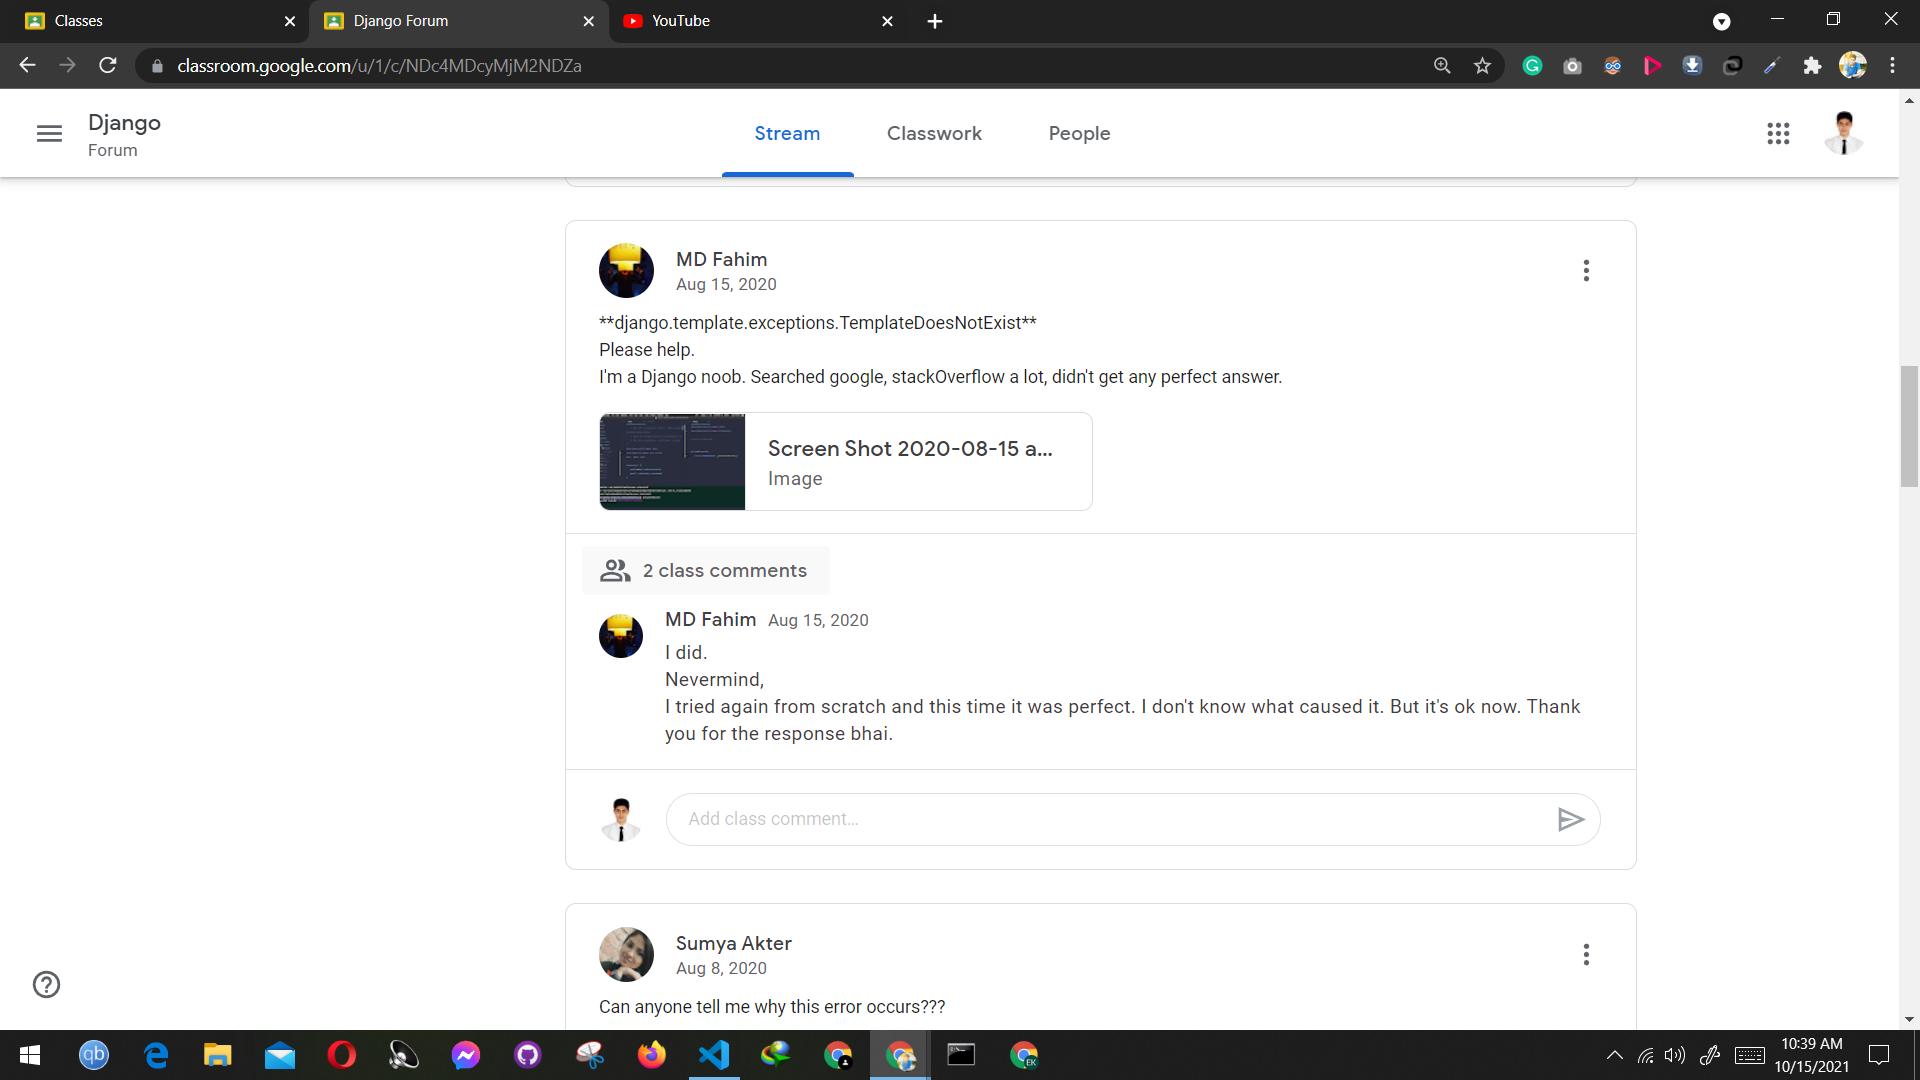 Classes
Django Forum
YouTube
classroom.google.com/u/1/c/NDc4MDcyMjM2NDZa
Django
Forum
Stream
Classwork
People
MD Fahim
Aug 15, 2020
**django.template.exceptions.TemplateDoesNotExist**
Please help.
I'm a Django noob. Searched google, stackOverflow a lot, didn't get any perfect answer.
Screen Shot 2020-08-15 a...
Image
2 class comments
MD Fahim Aug 15, 2020
I did.
Nevermind,
I tried again from scratch and this time it was perfect. I don't know what caused it. But it's ok now. Thank
you for the response bhai.
Add class comment...
Sumya Akter
Aug 8, 2020
Can anyone tell me why this error occurs???
qb
EK
10:39 AM
10/15/2021